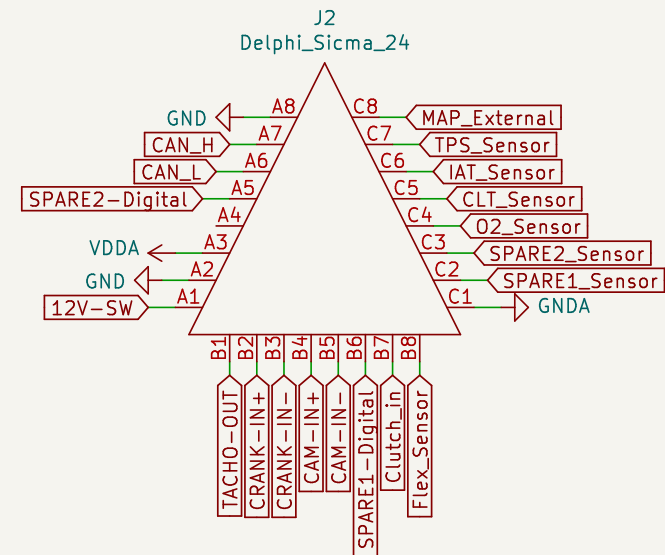 J2
Delphi_Sicma_24
GND A8 C8 MAP_External
CAN_H A7 C7 TPS_Sensor
CAN_L A6 C6 IAT_Sensor
SPARE2-Digital A5 C5 CLT_Sensor
A4 C4 O2_Sensor
VDDA A3 C3 SPARE2_Sensor
GND A2 C2 SPARE1_Sensor
12V-SW A1 C1 GNDA
B1 TACHO-OUT
B2 CRANK-IN+
B3 CRANK-IN-
B4 CAM-IN+
B5 CAM-IN-
B6 SPARE1-Digital
B7 Clutch_in
B8 Flex_Sensor